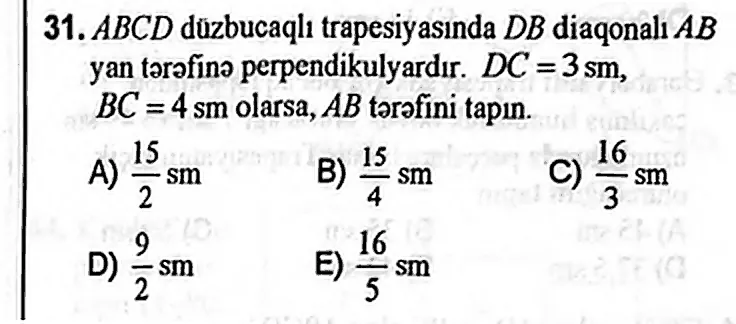 31. ABCD düzbucaqlı trapesiyasında DB diaqonalı AB
yan tərəfinə perpendikulyardır. DC = 3 sm,
BC = 4 sm olarsa, AB tərəfini tapın.
A) 15/2 sm B) 15/4 sm C) 16/3 sm
D) 9/2 sm E) 16/5 sm